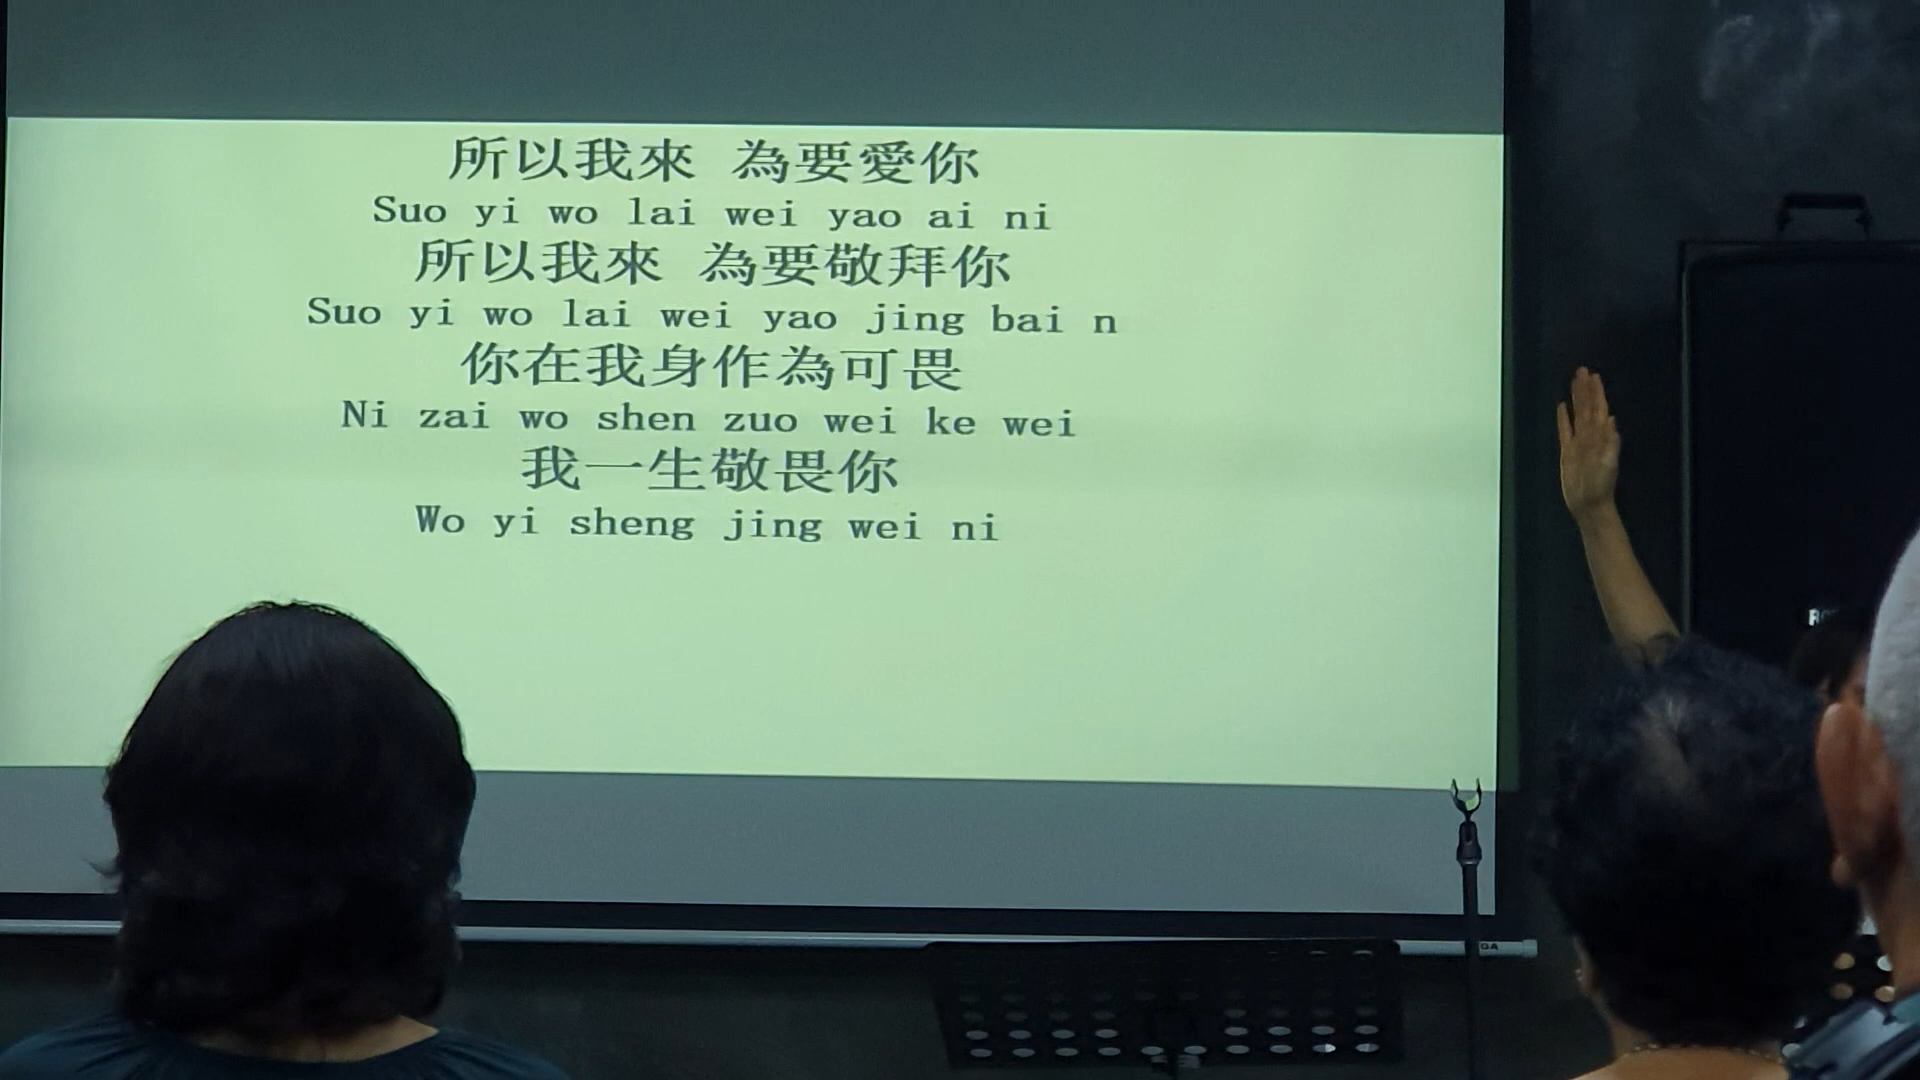 所以我來 為要愛你
Suo yi wo lai wei yao ai ni
所以我來 為要敬拜你
Suo yi wo lai wei yao jing bai n
你在我身作為可畏
Ni zai wo shen zuo wei ke wei
我一生敬畏你
Wo yi sheng jing wei ni